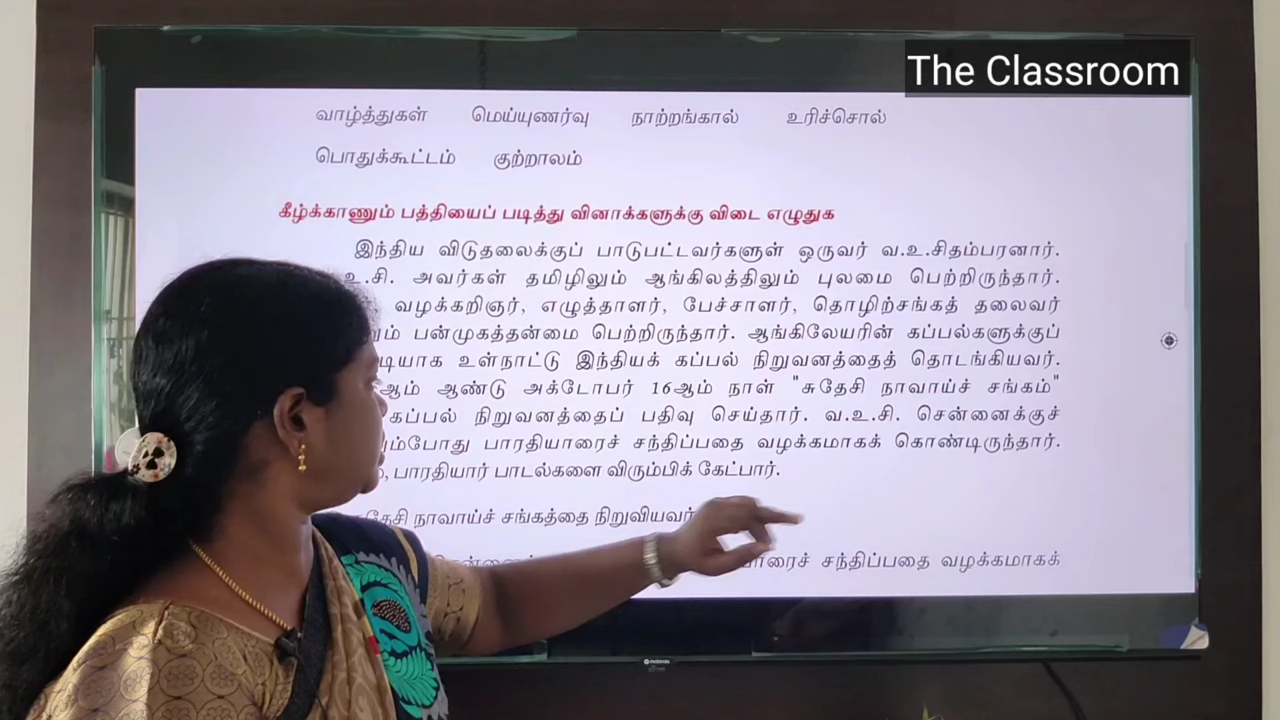 The Classroom
வாழ்த்துகள் மெய்யுணர்வு நாற்றங்கால் உரிச்சொல்
பொதுக்கூட்டம் குற்றாலம்
கீழ்க்காணும் பத்தியைப் படித்து வினாக்களுக்கு விடை எழுதுக
இந்திய விடுதலைக்குப் பாடுபட்டவர்களுள் ஒருவர் வ.உ.சிதம்பரனார்.
உ.சி. அவர்கள் தமிழிலும் ஆங்கிலத்திலும் புலமை பெற்றிருந்தார்.
வழக்கறிஞர், எழுத்தாளர், பேச்சாளர், தொழிற்சங்கத் தலைவர்
பன்முகத்தன்மை பெற்றிருந்தார். ஆங்கிலேயரின் கப்பல்களுக்குப்
உள்நாட்டு இந்தியக் கப்பல் நிறுவனத்தைத் தொடங்கியவர்.
ஆம் ஆண்டு அக்டோபர் 16ஆம் நாள் "சுதேசி நாவாய்ச் சங்கம்"
கப்பல் நிறுவனத்தைப் பதிவு செய்தார். வ.உ.சி. சென்னைக்குச்
பாரதியாரைச் சந்திப்பதை வழக்கமாகக் கொண்டிருந்தார்.
பாரதியார் பாடல்களை விரும்பிக் கேட்பார்.
நாவாய்ச் சங்கத்தை நிறுவியவர்
சந்திப்பதை வழக்கமாகக்
motorola